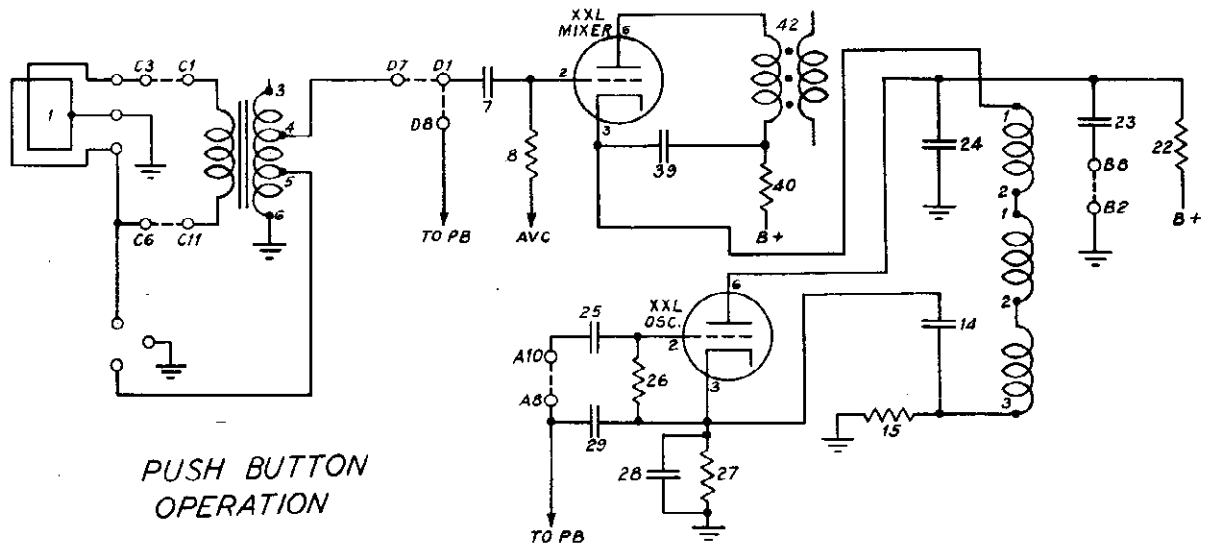 XXL
MIXER
6
42
C3
C1
3
D7
D1
1
4
7
2
3
D8
8
39
40
24
1
23
22
5
B8
2
1
B2
B+
6
C6
C11
TO PB
AVC
B+
6
XXL
OSC.
25
2
2
14
A10
26
3
A8
3
29
15
28
27
PUSH BUTTON
OPERATION
TO PB